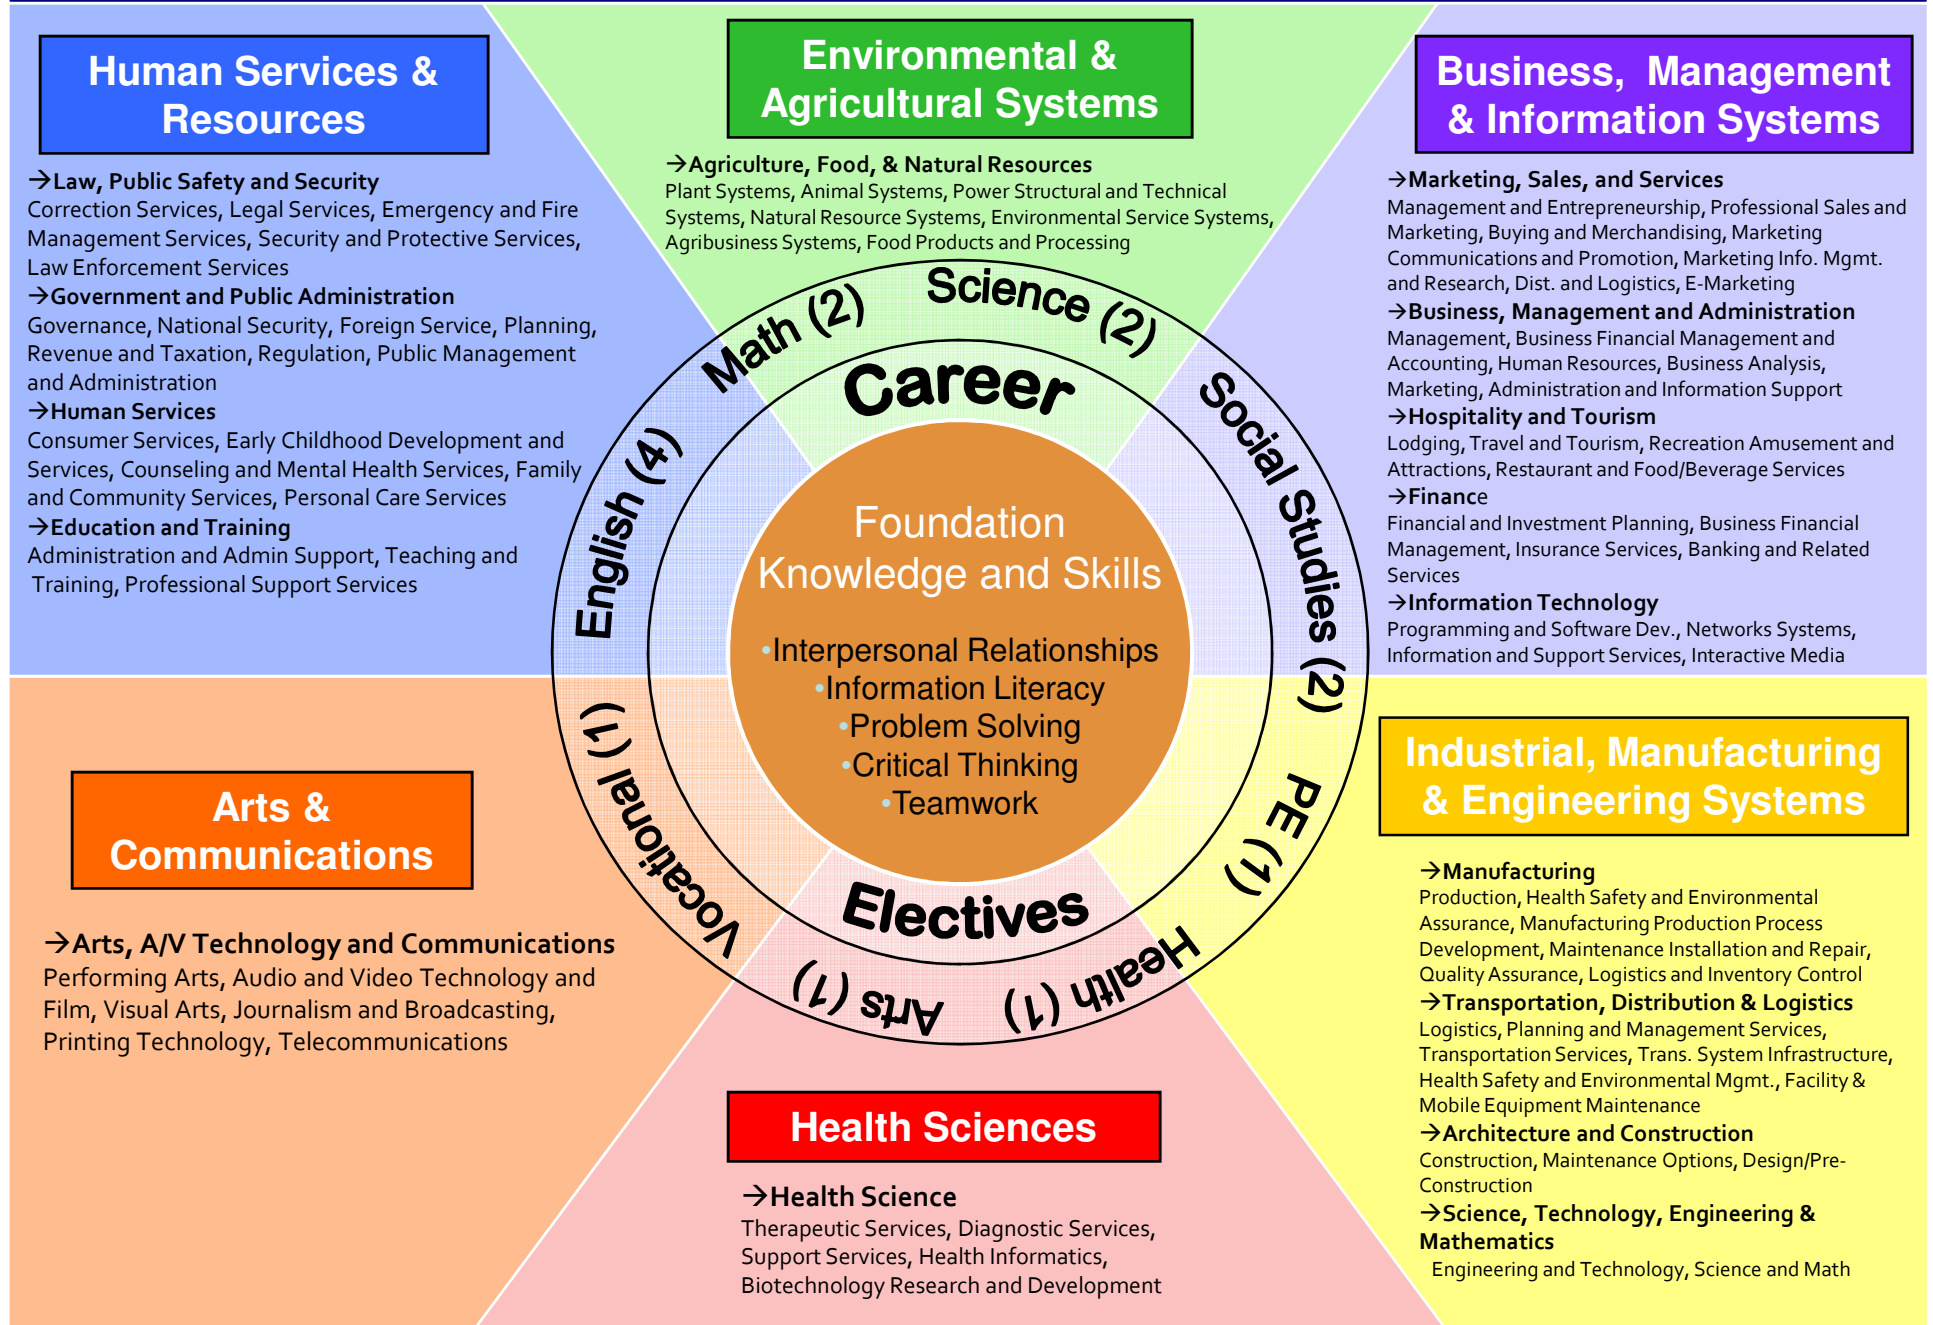 Human Services &
Resources
→Law, Public Safety and Security
Correction Services, Legal Services, Emergency and Fire
Management Services, Security and Protective Services,
Law Enforcement Services
→Government and Public Administration
Governance, National Security, Foreign Service, Planning,
Revenue and Taxation, Regulation, Public Management
and Administration
→Human Services
Consumer Services, Early Childhood Development and
Services, Counseling and Mental Health Services, Family
and Community Services, Personal Care Services
→Education and Training
Administration and Admin Support, Teaching and
Training, Professional Support Services
Environmental &
Agricultural Systems
→Agriculture, Food, & Natural Resources
Plant Systems, Animal Systems, Power Structural and Technical
Systems, Natural Resource Systems, Environmental Service Systems,
Agribusiness Systems, Food Products and Processing
Business,  Management
& Information Systems
→Marketing, Sales, and Services
Management and Entrepreneurship, Professional Sales and
Marketing, Buying and Merchandising, Marketing
Communications and Promotion, Marketing Info. Mgmt.
and Research, Dist. and Logistics, E-Marketing
→Business, Management and Administration
Management, Business Financial Management and
Accounting, Human Resources, Business Analysis,
Marketing, Administration and Information Support
→Hospitality and Tourism
Lodging, Travel and Tourism, Recreation Amusement and
Attractions, Restaurant and Food/Beverage Services
→Finance
Financial and Investment Planning, Business Financial
Management, Insurance Services, Banking and Related
Services
→Information Technology
Programming and Software Dev., Networks Systems,
Information and Support Services, Interactive Media
English (4)
Math (2)
Science (2)
Social Studies (2)
PE (1)
Health (1)
Arts (1)
Vocational (1)
Career
Foundation
Knowledge and Skills
•Interpersonal Relationships
•Information Literacy
•Problem Solving
•Critical Thinking
•Teamwork
Electives
Arts &
Communications
→Arts, A/V Technology and Communications
Performing Arts, Audio and Video Technology and
Film, Visual Arts, Journalism and Broadcasting,
Printing Technology, Telecommunications
Health Sciences
→Health Science
Therapeutic Services, Diagnostic Services,
Support Services, Health Informatics,
Biotechnology Research and Development
Industrial, Manufacturing
& Engineering Systems
→Manufacturing
Production, Health Safety and Environmental
Assurance, Manufacturing Production Process
Development, Maintenance Installation and Repair,
Quality Assurance, Logistics and Inventory Control
→Transportation, Distribution & Logistics
Logistics, Planning and Management Services,
Transportation Services, Trans. System Infrastructure,
Health Safety and Environmental Mgmt., Facility &
Mobile Equipment Maintenance
→Architecture and Construction
Construction, Maintenance Options, Design/Pre-
Construction
→Science, Technology, Engineering &
Mathematics
Engineering and Technology, Science and Math